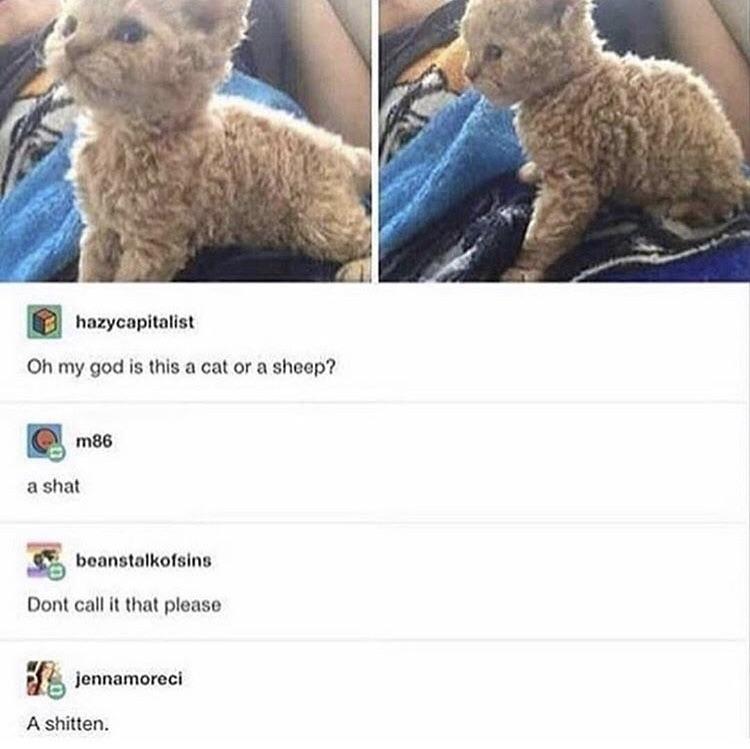 hazycapitalist
Oh my god is this a cat or a sheep?
m86
a shat
beanstalkofsins
Dont call it that please
jennamoreci
A shitten.